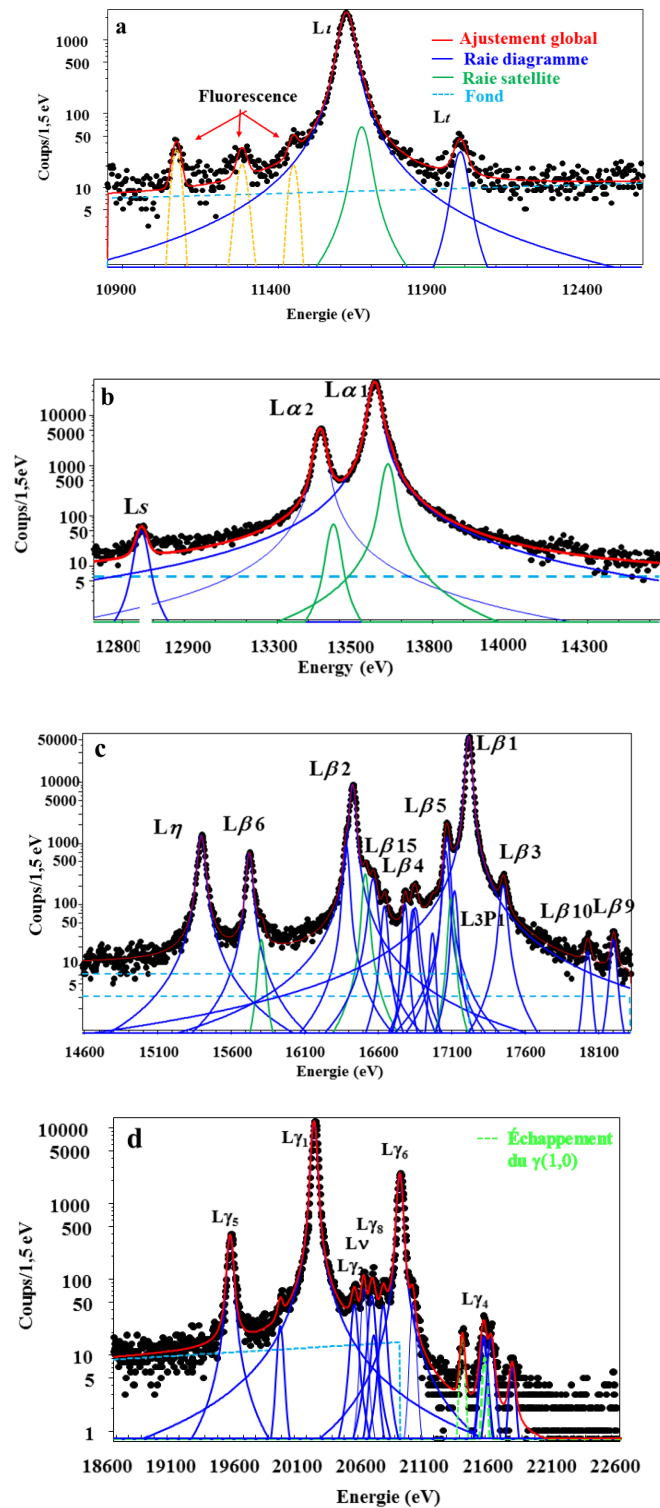 a
Lι
Ajustement global
Raie diagramme
Raie satellite
Fond
Fluorescence
Lt
Coups/1,5 eV
1000
500
100
50
10
5
10900 11400 11900 12400
Energie (eV)
b
Lα2
Lα1
Ls
Coups/1,5eV
10000
5000
1000
500
100
50
10
5
12800 12900 13300 13500 13800 14000 14300
Energy (eV)
c
Lη
Lβ6
Lβ2
Lβ15
Lβ4
Lβ5
Lβ1
Lβ3
L3P1
Lβ10
Lβ9
Coups/1,5 eV
50000
10000
5000
1000
500
100
50
10
5
14600 15100 15600 16100 16600 17100 17600 18100
Energie (eV)
d
Lγ5
Lγ1
Lγ8
Lν
Lγ2
Lγ6
Lγ4
Échappement
du γ(1,0)
Coups/1,5 eV
10000
5000
1000
500
100
50
10
5
1
18600 19100 19600 20100 20600 21100 21600 22100 22600
Energie (eV)